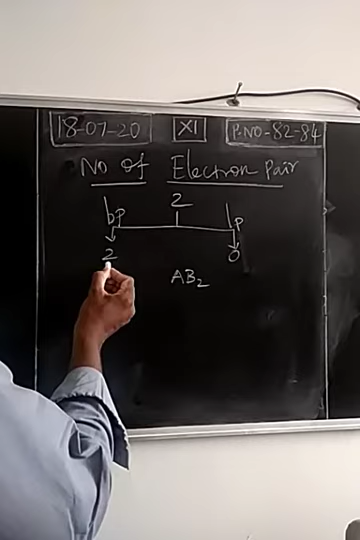 18-07-20 XI P.NO-82-84
No of Electron Pair
2
bp lp
2 0
AB₂